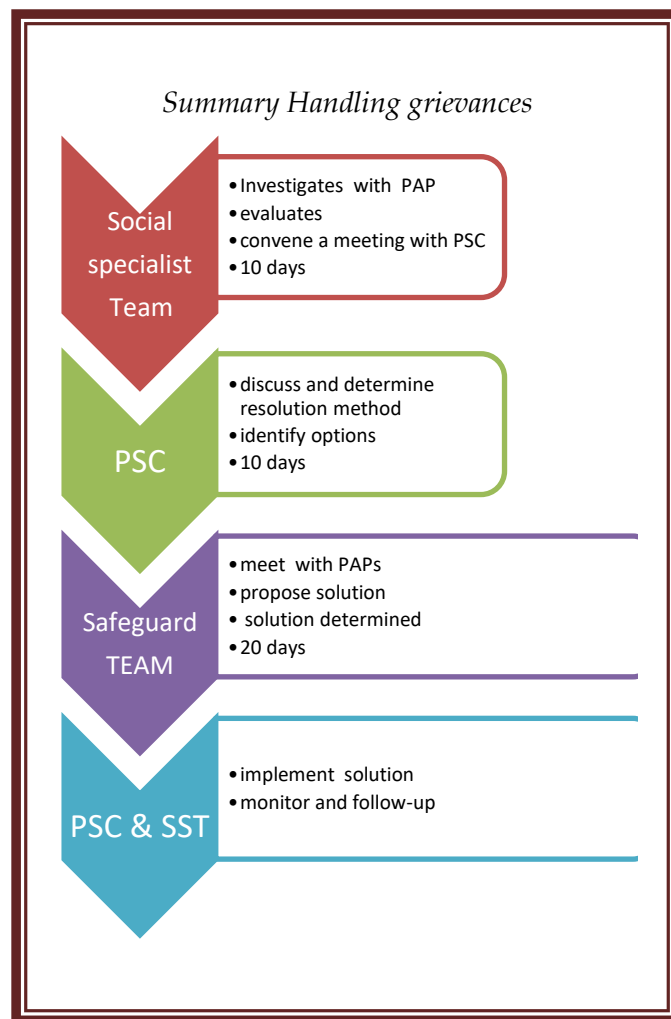 Summary Handling grievances
Social
specialist
Team
•Investigates with PAP
•evaluates
•convene a meeting with PSC
•10 days
PSC
•discuss and determine
resolution method
•identify options
•10 days
Safeguard
TEAM
•meet with PAPs
•propose solution
• solution determined
•20 days
PSC & SST
•implement solution
•monitor and follow-up